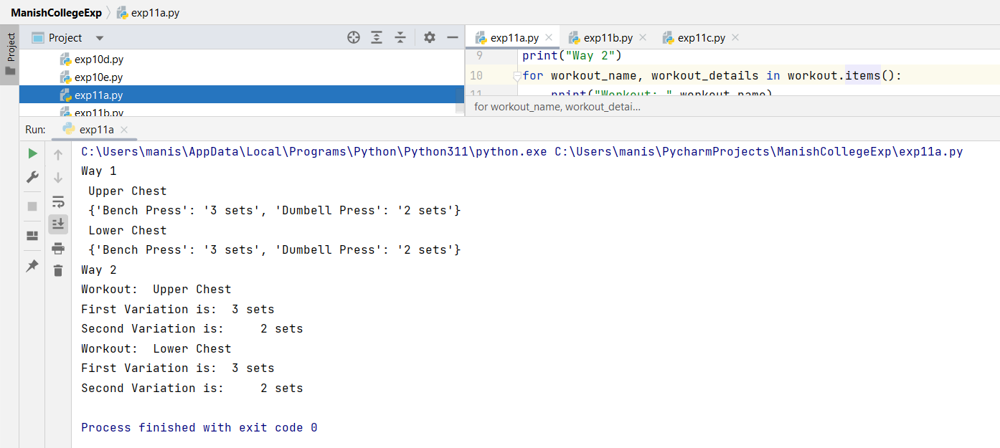 ManishCollegeExp exp11a.py
Project
Project
exp10d.py
exp10e.py
exp11a.py
exp11b.py
exp11a.py exp11b.py exp11c.py
9 print("Way 2")
10 for workout_name, workout_details in workout.items():
11 print("Workout: ",workout_name)
for workout_name, workout_detai...
Run: exp11a
C:\Users\manis\AppData\Local\Programs\Python\Python311\python.exe C:\Users\manis\PycharmProjects\ManishCollegeExp\exp11a.py
Way 1
Upper Chest
{'Bench Press': '3 sets', 'Dumbell Press': '2 sets'}
Lower Chest
{'Bench Press': '3 sets', 'Dumbell Press': '2 sets'}
Way 2
Workout:  Upper Chest
First Variation is:  3 sets
Second Variation is:     2 sets
Workout:  Lower Chest
First Variation is:  3 sets
Second Variation is:     2 sets
Process finished with exit code 0